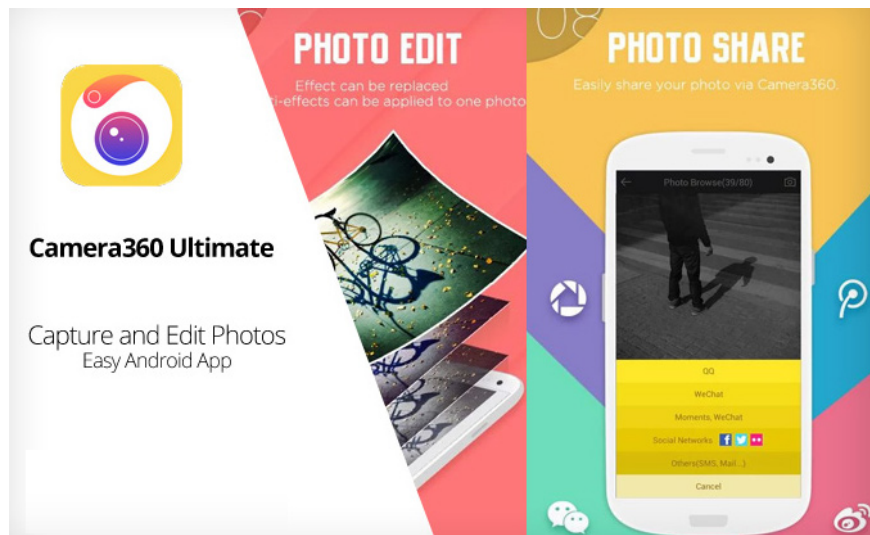 Camera360 Ultimate
Capture and Edit Photos
Easy Android App
PHOTO EDIT
Effect can be replaced
ti-effects can be applied to one photo
PHOTO SHARE
Easily share your photo via Camera360.
Photo Browse(39/80)
QQ
WeChat
Moments, WeChat
Social Networks
Others(SMS, Mail...)
Cancel